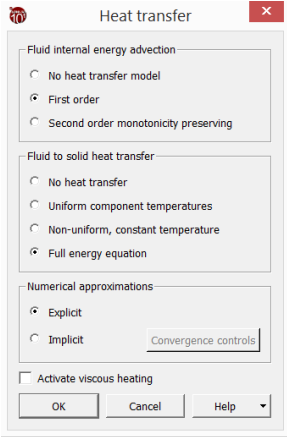 Heat transfer
Fluid internal energy advection
No heat transfer model
First order
Second order monotonicity preserving
Fluid to solid heat transfer
No heat transfer
Uniform component temperatures
Non-uniform, constant temperature
Full energy equation
Numerical approximations
Explicit
Implicit
Convergence controls
Activate viscous heating
OK Cancel Help